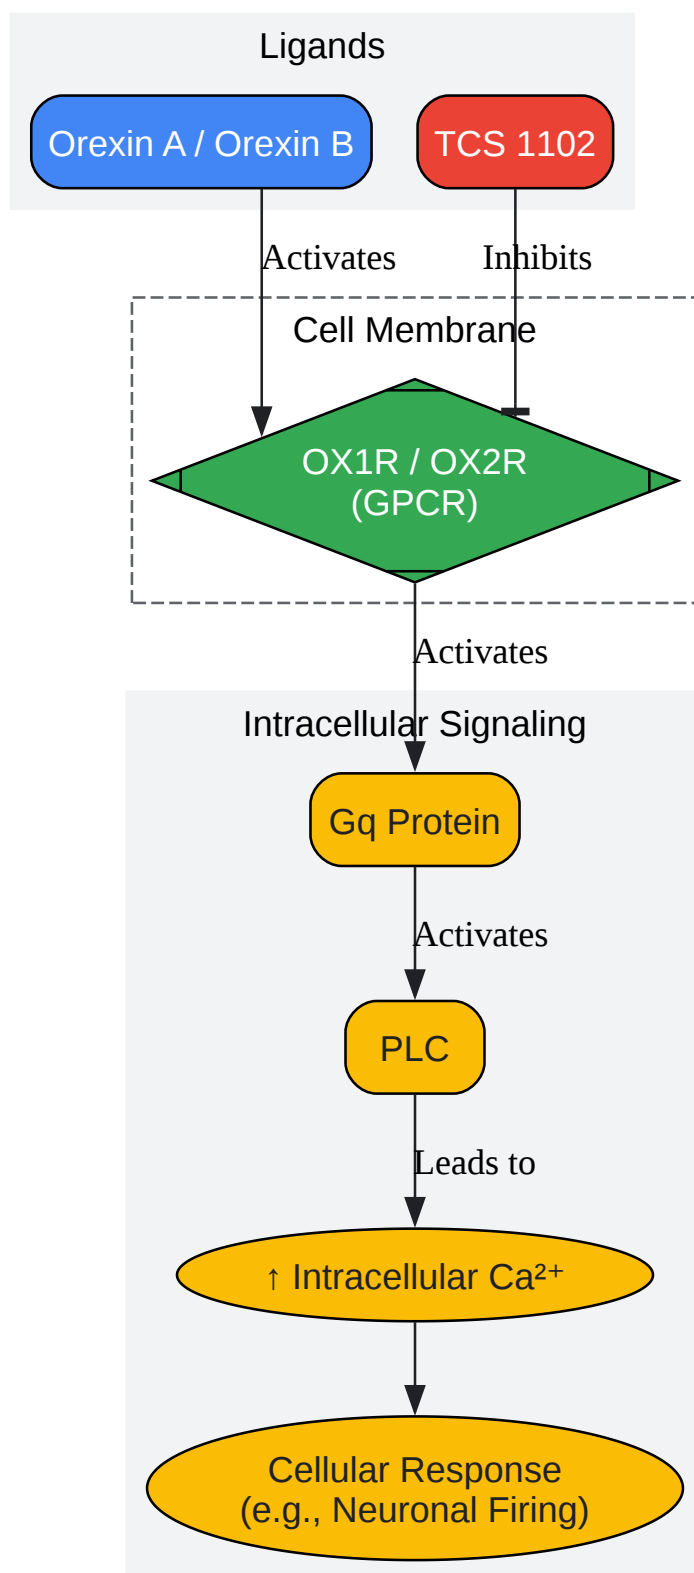 Ligands
Orexin A / Orexin B
TCS 1102
Activates
Inhibits
Cell Membrane
OX1R / OX2R
(GPCR)
Activates
Intracellular Signaling
Gq Protein
Activates
PLC
Leads to
↑ Intracellular Ca²⁺
Cellular Response
(e.g., Neuronal Firing)